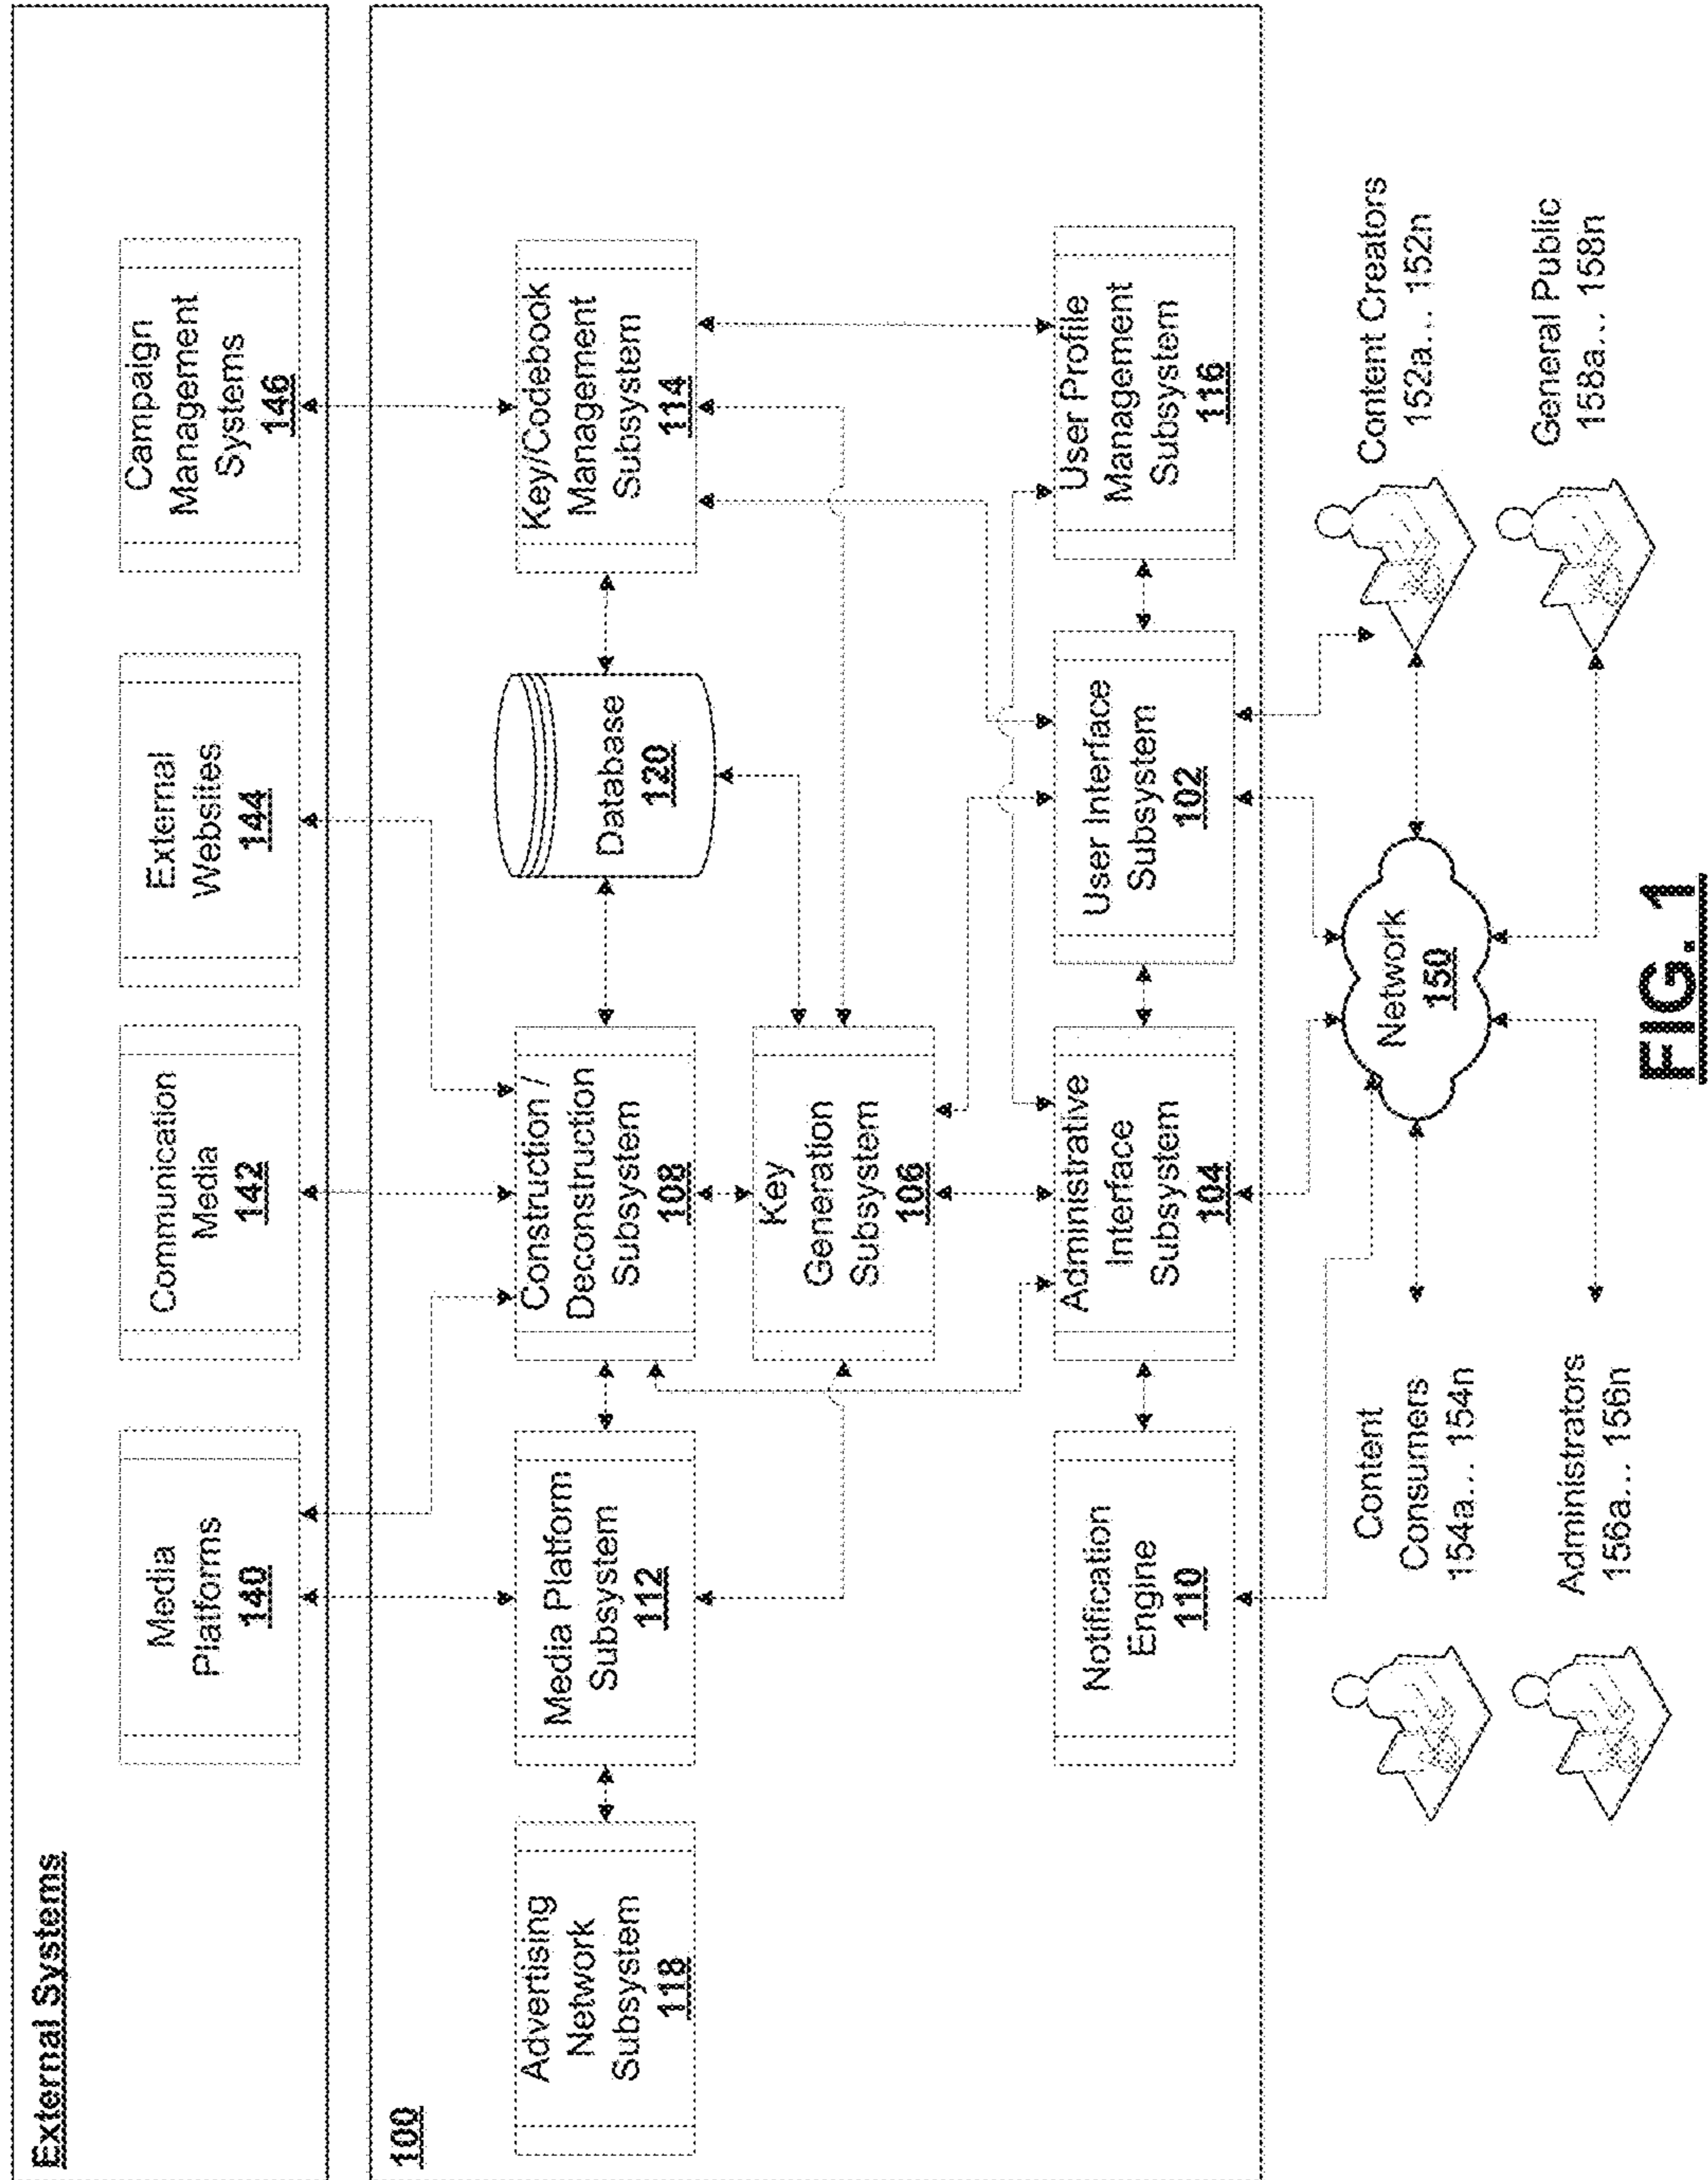 External Systems
Media
Platforms
140
Communication
Media
142
External
Websites
144
Campaign
Management
Systems
146
100
Advertising
Network
Subsystem
118
Media Platform
Subsystem
112
Construction /
Deconstruction
Subsystem
108
Database
120
Key/Codebook
Management
Subsystem
114
Key
Generation
Subsystem
106
Notification
Engine
110
Administrative
Interface
Subsystem
104
User Interface
Subsystem
102
User Profile
Management
Subsystem
116
Content
Consumers
154a... 154n
Network
150
Content Creators
152a... 152n
Administrators
156a... 156n
General Public
158a... 158n
FIG. 1